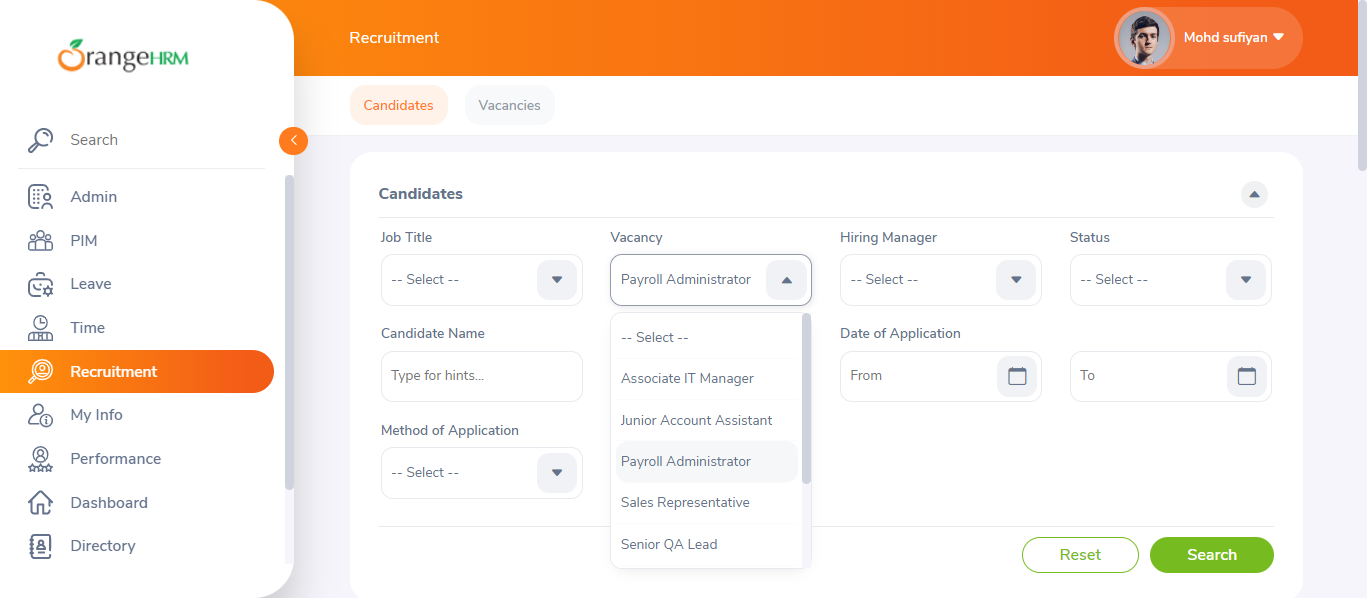 OrangeHRM
Recruitment
Mohd sufiyan
Candidates
Vacancies
Search
Admin
PIM
Leave
Time
Recruitment
My Info
Performance
Dashboard
Directory
Candidates
Job Title
Vacancy
Hiring Manager
Status
-- Select --
Payroll Administrator
-- Select --
-- Select --
Candidate Name
Date of Application
Type for hints...
From
To
Method of Application
-- Select --
-- Select --
Associate IT Manager
Junior Account Assistant
Payroll Administrator
Sales Representative
Senior QA Lead
Reset
Search